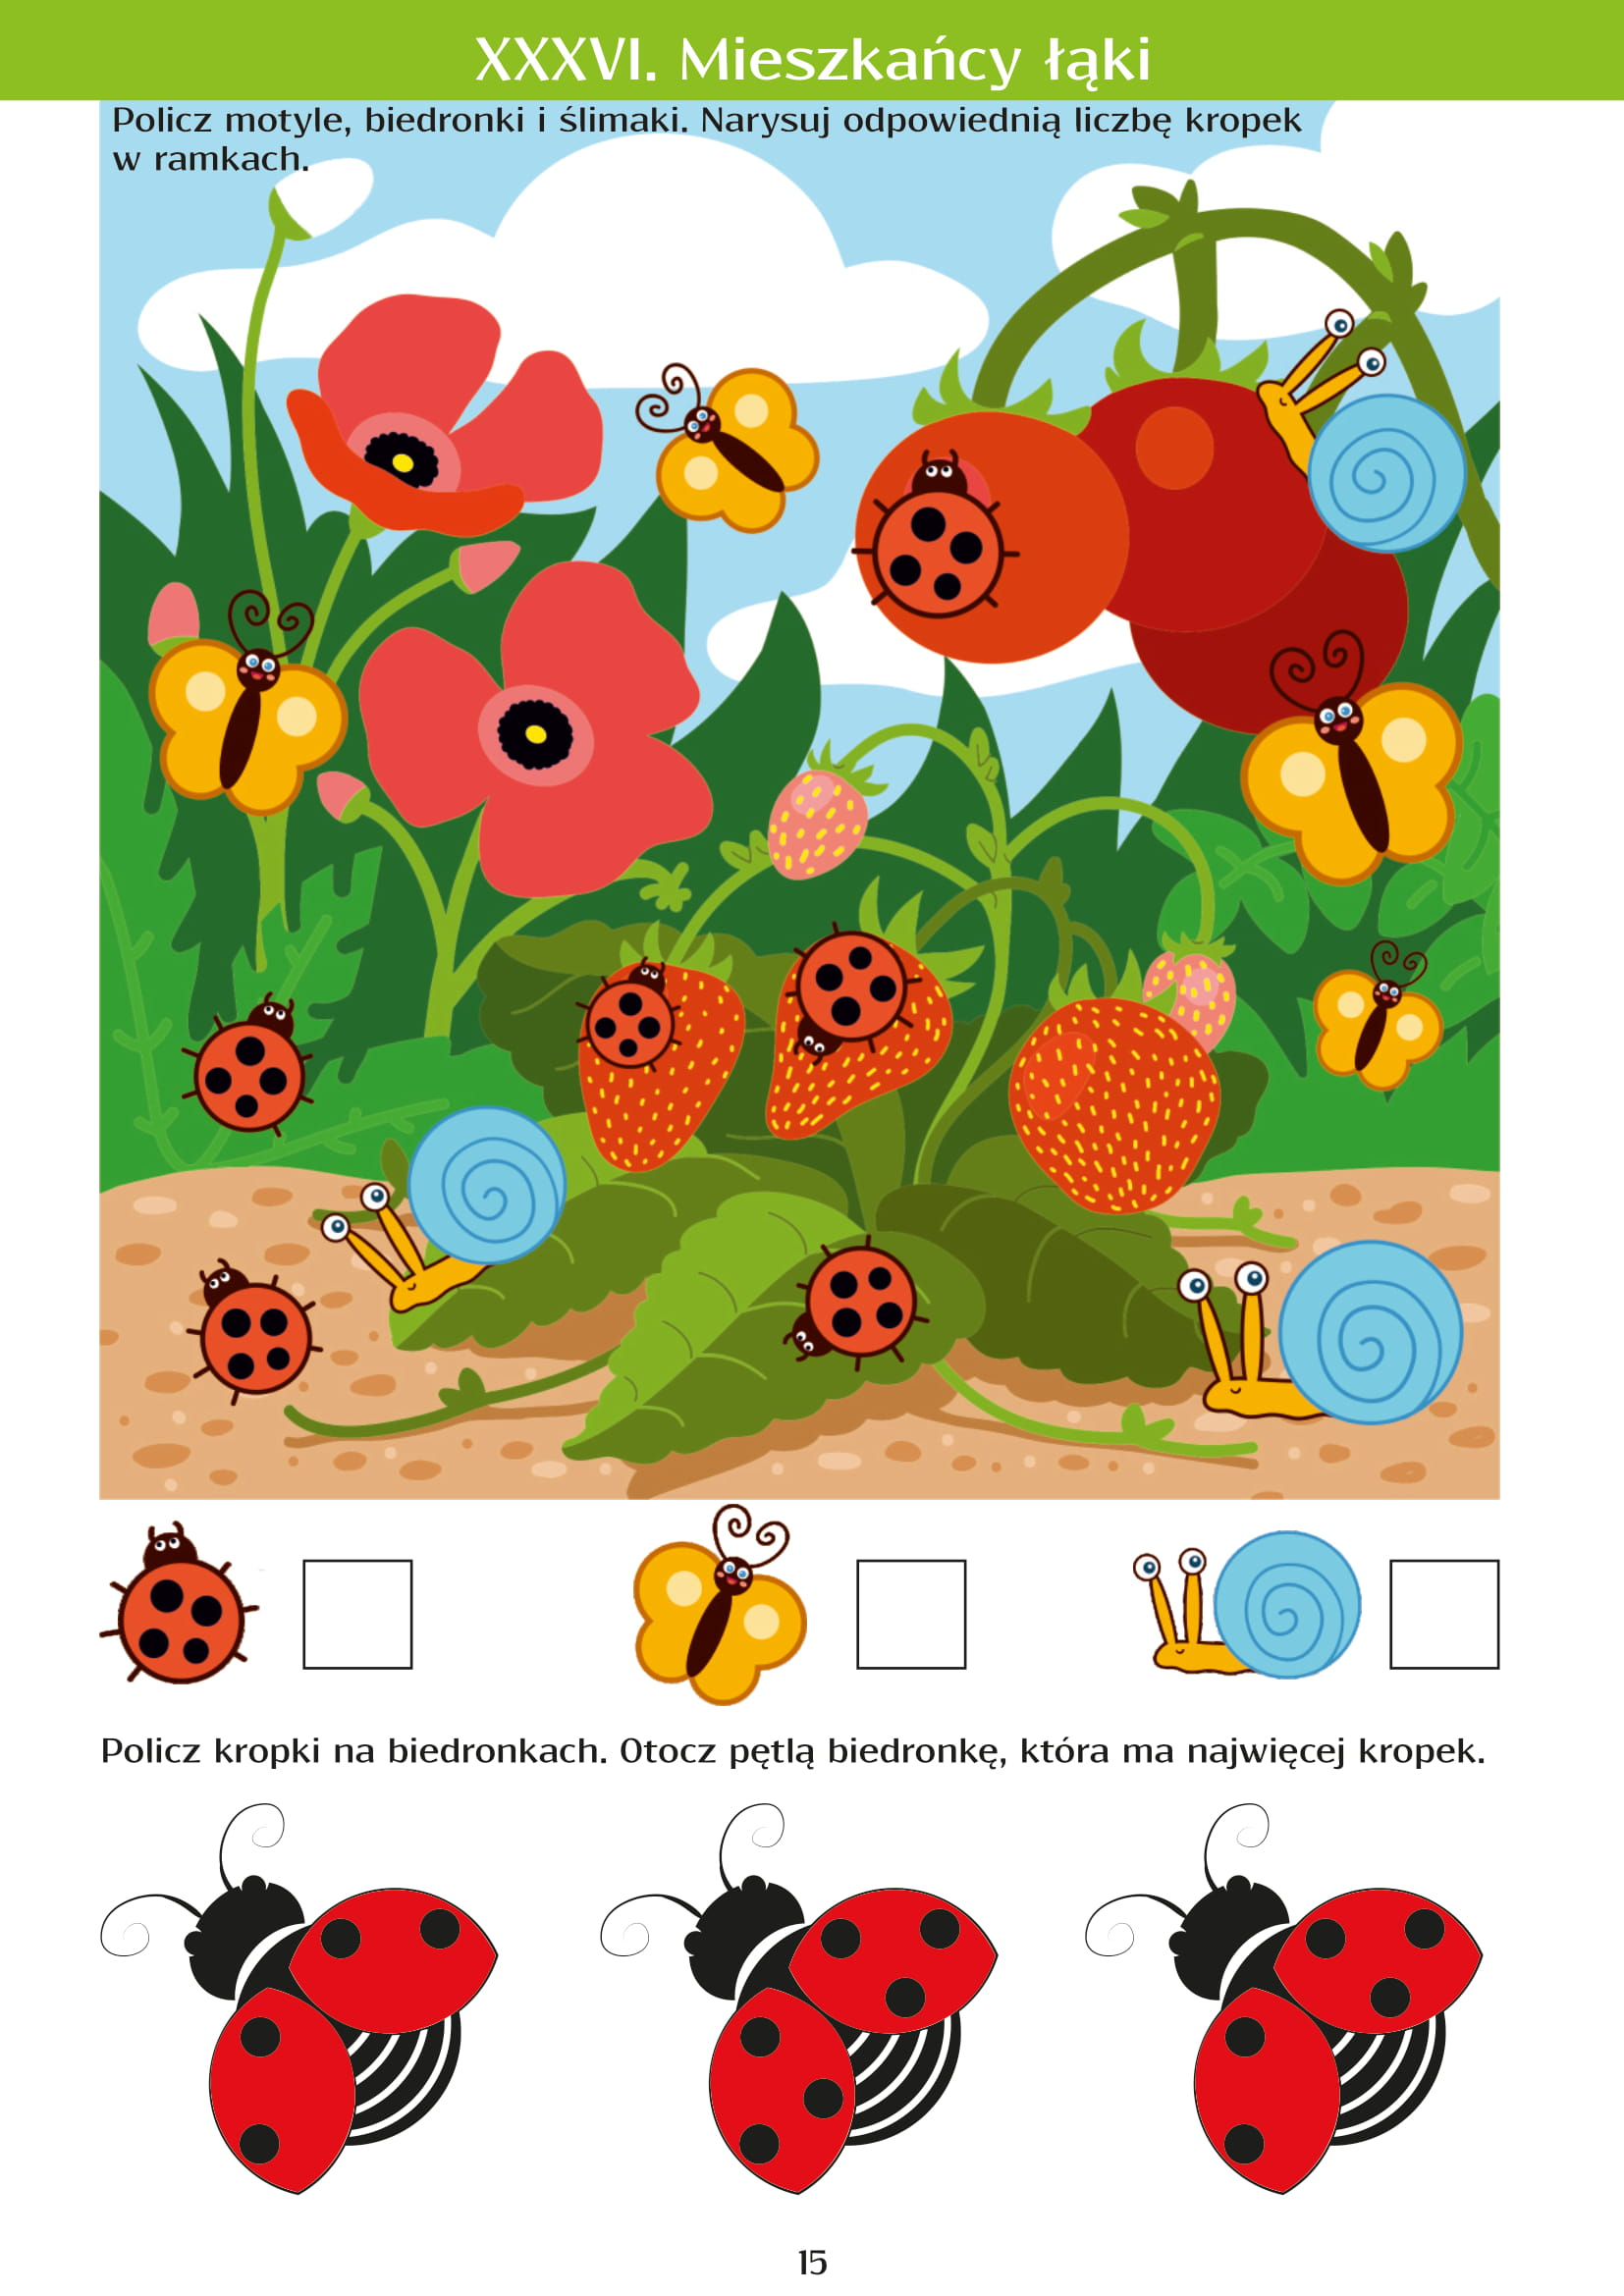 XXXVI. Mieszkańcy łąki
Policz motyle, biedronki i ślimaki. Narysuj odpowiednią liczbę kropek
w ramkach.
Policz kropki na biedronkach. Otocz pętlą biedronkę, która ma najwięcej kropek.
15